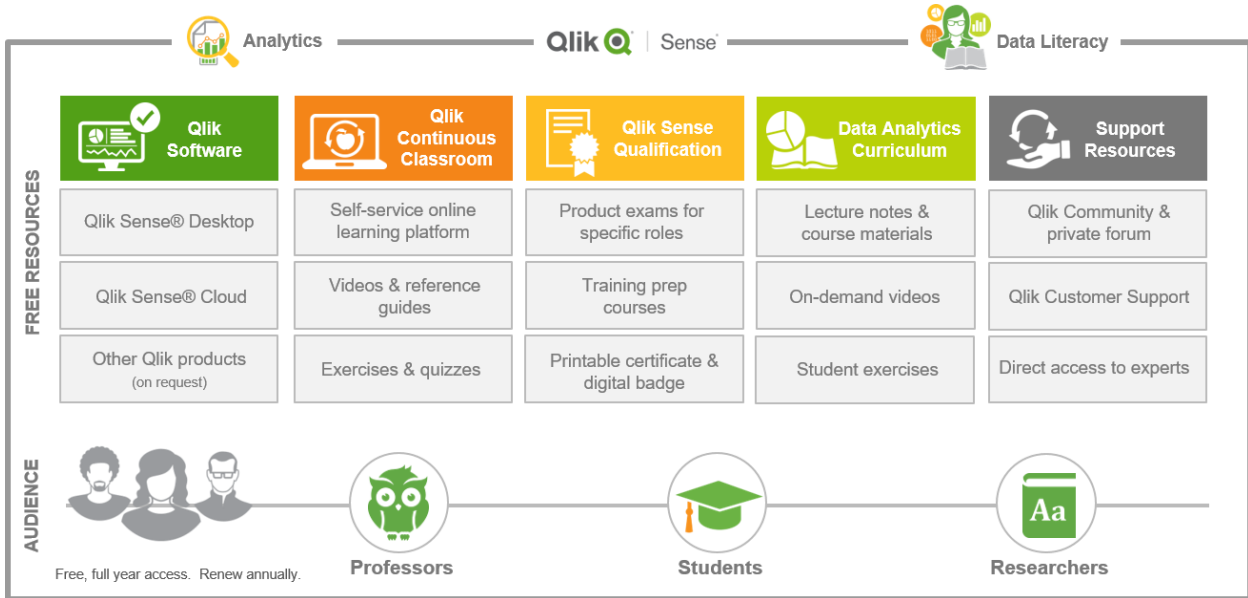 Analytics
Qlik Q | Sense®
Data Literacy
FREE RESOURCES
Qlik
Software
Qlik
Continuous
Classroom
Qlik Sense
Qualification
Data Analytics
Curriculum
Support
Resources
Qlik Sense® Desktop
Self-service online
learning platform
Product exams for
specific roles
Lecture notes &
course materials
Qlik Community &
private forum
Qlik Sense® Cloud
Videos & reference
guides
Training prep
courses
On-demand videos
Qlik Customer Support
Other Qlik products
(on request)
Exercises & quizzes
Printable certificate &
digital badge
Student exercises
Direct access to experts
AUDIENCE
Aa
Free, full year access. Renew annually.
Professors
Students
Researchers